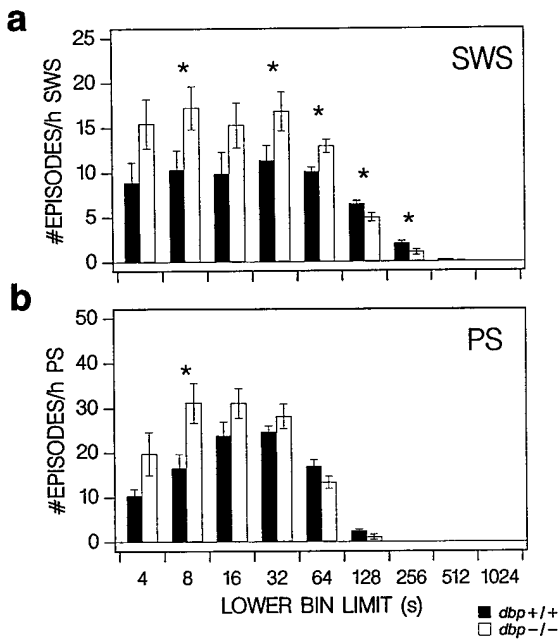 a
SWS
25
20
15
10
5
0
#EPISODES/h SWS
* * * * *
b
PS
50
40
30
20
10
0
#EPISODES/h PS
*
4 8 16 32 64 128 256 512 1024
LOWER BIN LIMIT (s)
dbp+/+
dbp-/-